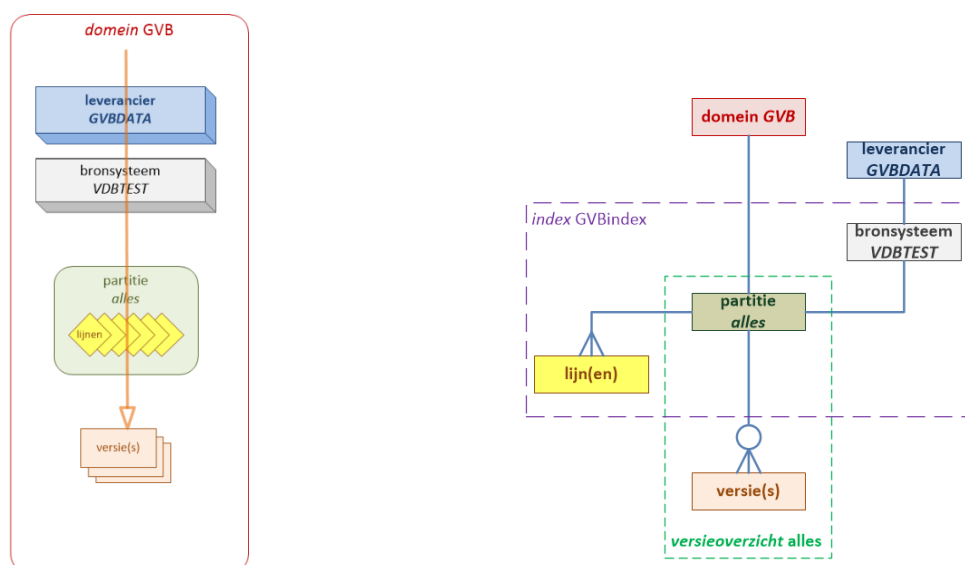 domein GVB
leverancier
GVBDATA
bronsysteem
VDBTEST
partitie
alles
lijnen
versie(s)
domein GVB
leverancier
GVBDATA
index GVBindex
bronsysteem
VDBTEST
partitie
alles
lijn(en)
versie(s)
versieoverzicht alles